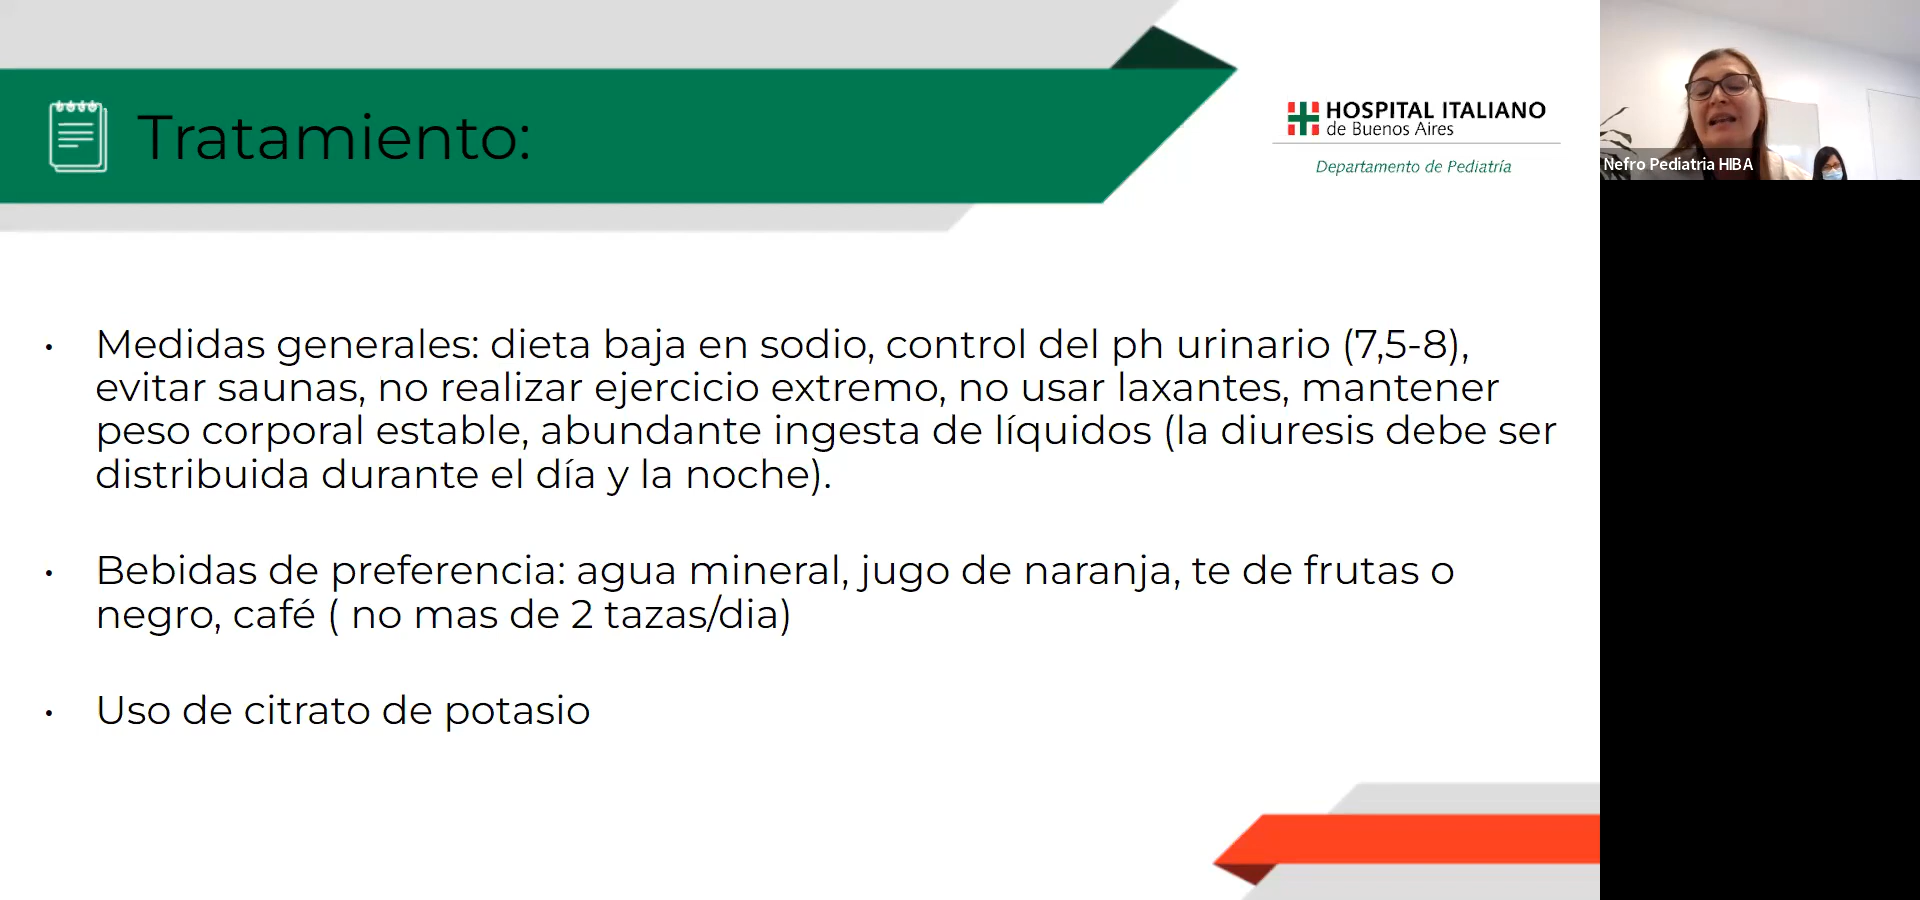 Tratamiento:
HOSPITAL ITALIANO
de Buenos Aires
Departamento de Pediatría
Nefro Pediatria HIBA
• Medidas generales: dieta baja en sodio, control del ph urinario (7,5-8),
evitar saunas, no realizar ejercicio extremo, no usar laxantes, mantener
peso corporal estable, abundante ingesta de líquidos (la diuresis debe ser
distribuida durante el día y la noche).
• Bebidas de preferencia: agua mineral, jugo de naranja, te de frutas o
negro, café ( no mas de 2 tazas/dia)
• Uso de citrato de potasio